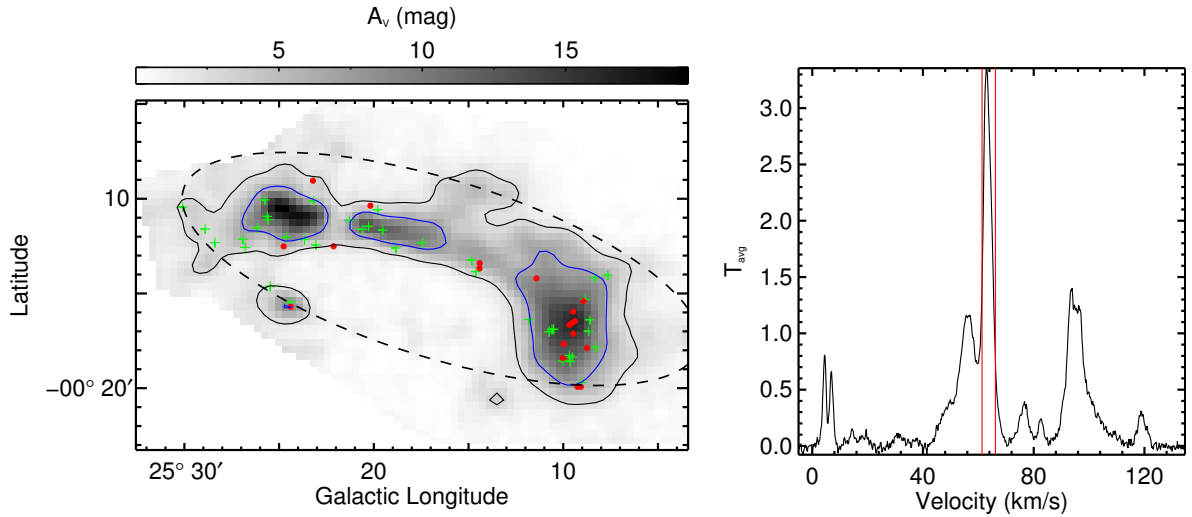 Aᵥ (mag)
5 10 15
Latitude
10
−00° 20′
25° 30′ 20 10
Galactic Longitude
T_avg
3.0
2.5
2.0
1.5
1.0
0.5
0.0
0 40 80 120
Velocity (km/s)